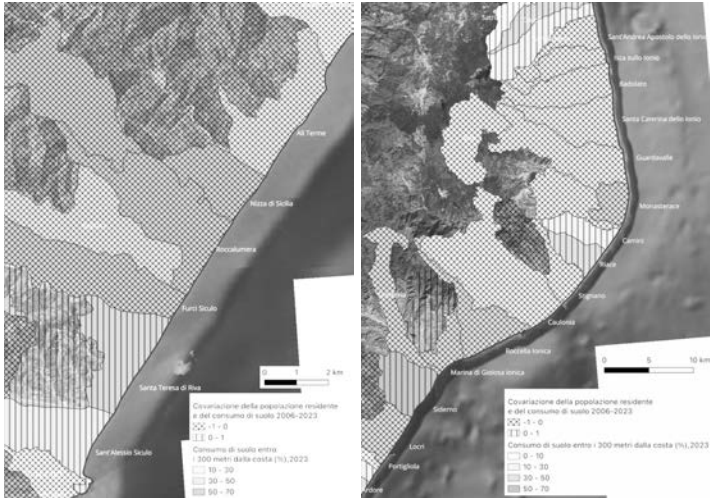 Alì Terme
Nizza di Sicilia
Roccalumera
Furci Siculo
Santa Teresa di Riva
Sant'Alessio Siculo
0 1 2 km
Covariazione della popolazione residente
e del consumo di suolo 2006-2023
-1 - 0
0 - 1
Consumo di suolo entro
i 300 metri dalla costa (%),2023
10 - 30
30 - 50
50 - 70
Sant'Andrea Apostolo dello Ionio
Isca sullo Ionio
Badolato
Santa Caterina dello Ionio
Guardavalle
Monasterace
Camini
Riace
Stignano
Caulonia
Roccella Ionica
Marina di Gioiosa Ionica
Siderno
Locri
Portigliola
Ardore
0 5 10 km
Covariazione della popolazione residente
e del consumo di suolo 2006-2023
-1 - 0
0 - 1
Consumo di suolo entro i 300 metri dalla costa (%),2023
0 - 10
10 - 30
30 - 50
50 - 70